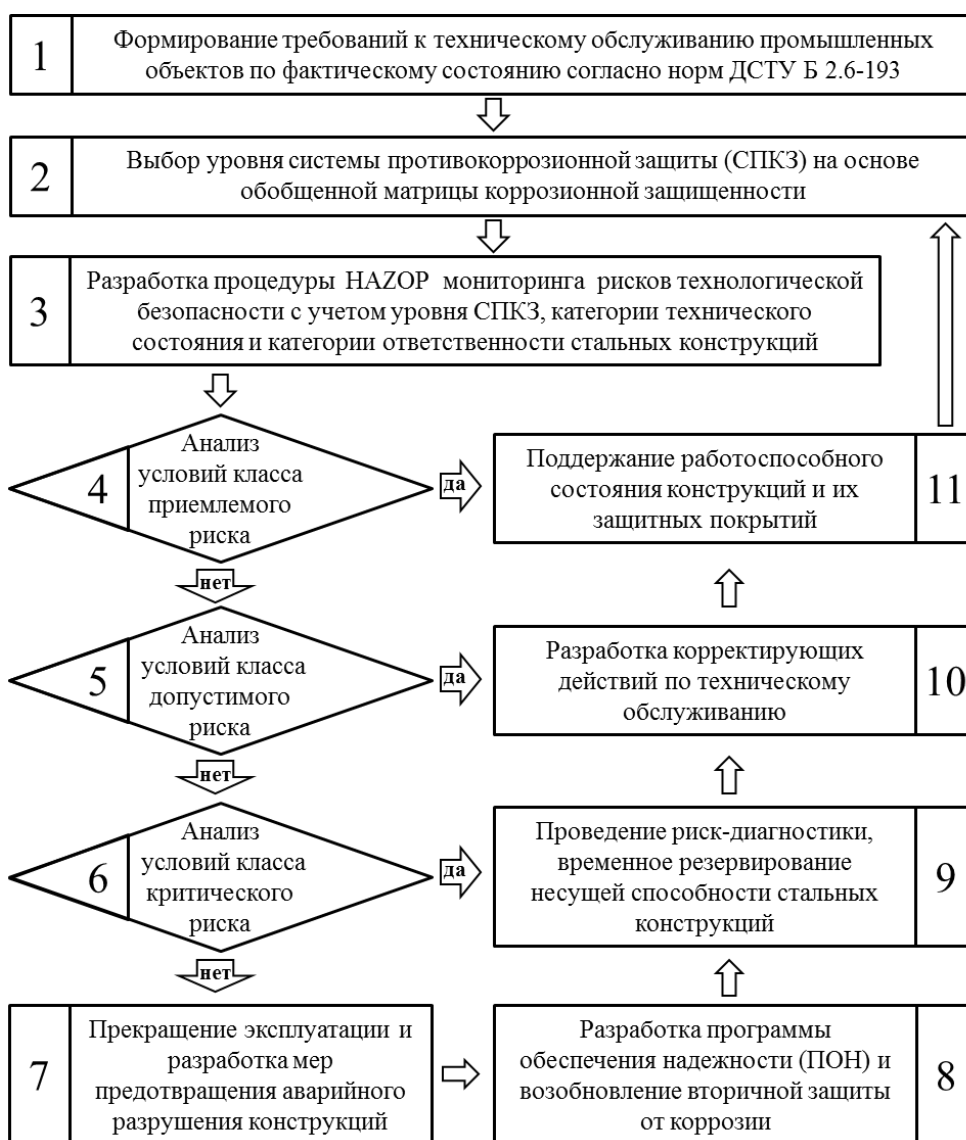 1
Формирование требований к техническому обслуживанию промышленных
объектов по фактическому состоянию согласно норм ДСТУ Б 2.6-193
2
Выбор уровня системы противокоррозионной защиты (СПКЗ) на основе
обобщенной матрицы коррозионной защищенности
3
Разработка процедуры HAZOP мониторинга рисков технологической
безопасности с учетом уровня СПКЗ, категории технического
состояния и категории ответственности стальных конструкций
4
Анализ
условий класса
приемлемого
риска
да
Поддержание работоспособного
состояния конструкций и их
защитных покрытий
11
нет
5
Анализ
условий класса
допустимого
риска
да
Разработка корректирующих
действий по техническому
обслуживанию
10
нет
6
Анализ
условий класса
критического
риска
да
Проведение риск-диагностики,
временное резервирование
несущей способности стальных
конструкций
9
нет
7
Прекращение эксплуатации и
разработка мер
предотвращения аварийного
разрушения конструкций
Разработка программы
обеспечения надежности (ПОН) и
возобновление вторичной защиты
от коррозии
8